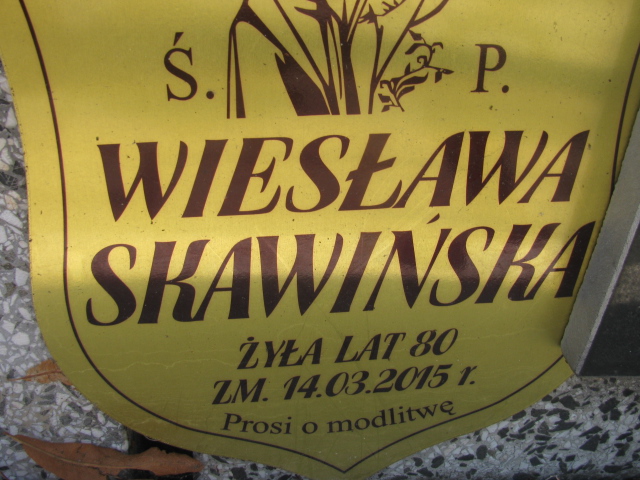 Ś. P.
WIESŁAWA
SKAWIŃSKA
ŻYŁA LAT 80
ZM. 14.03.2015 r.
Prosi o modlitwę